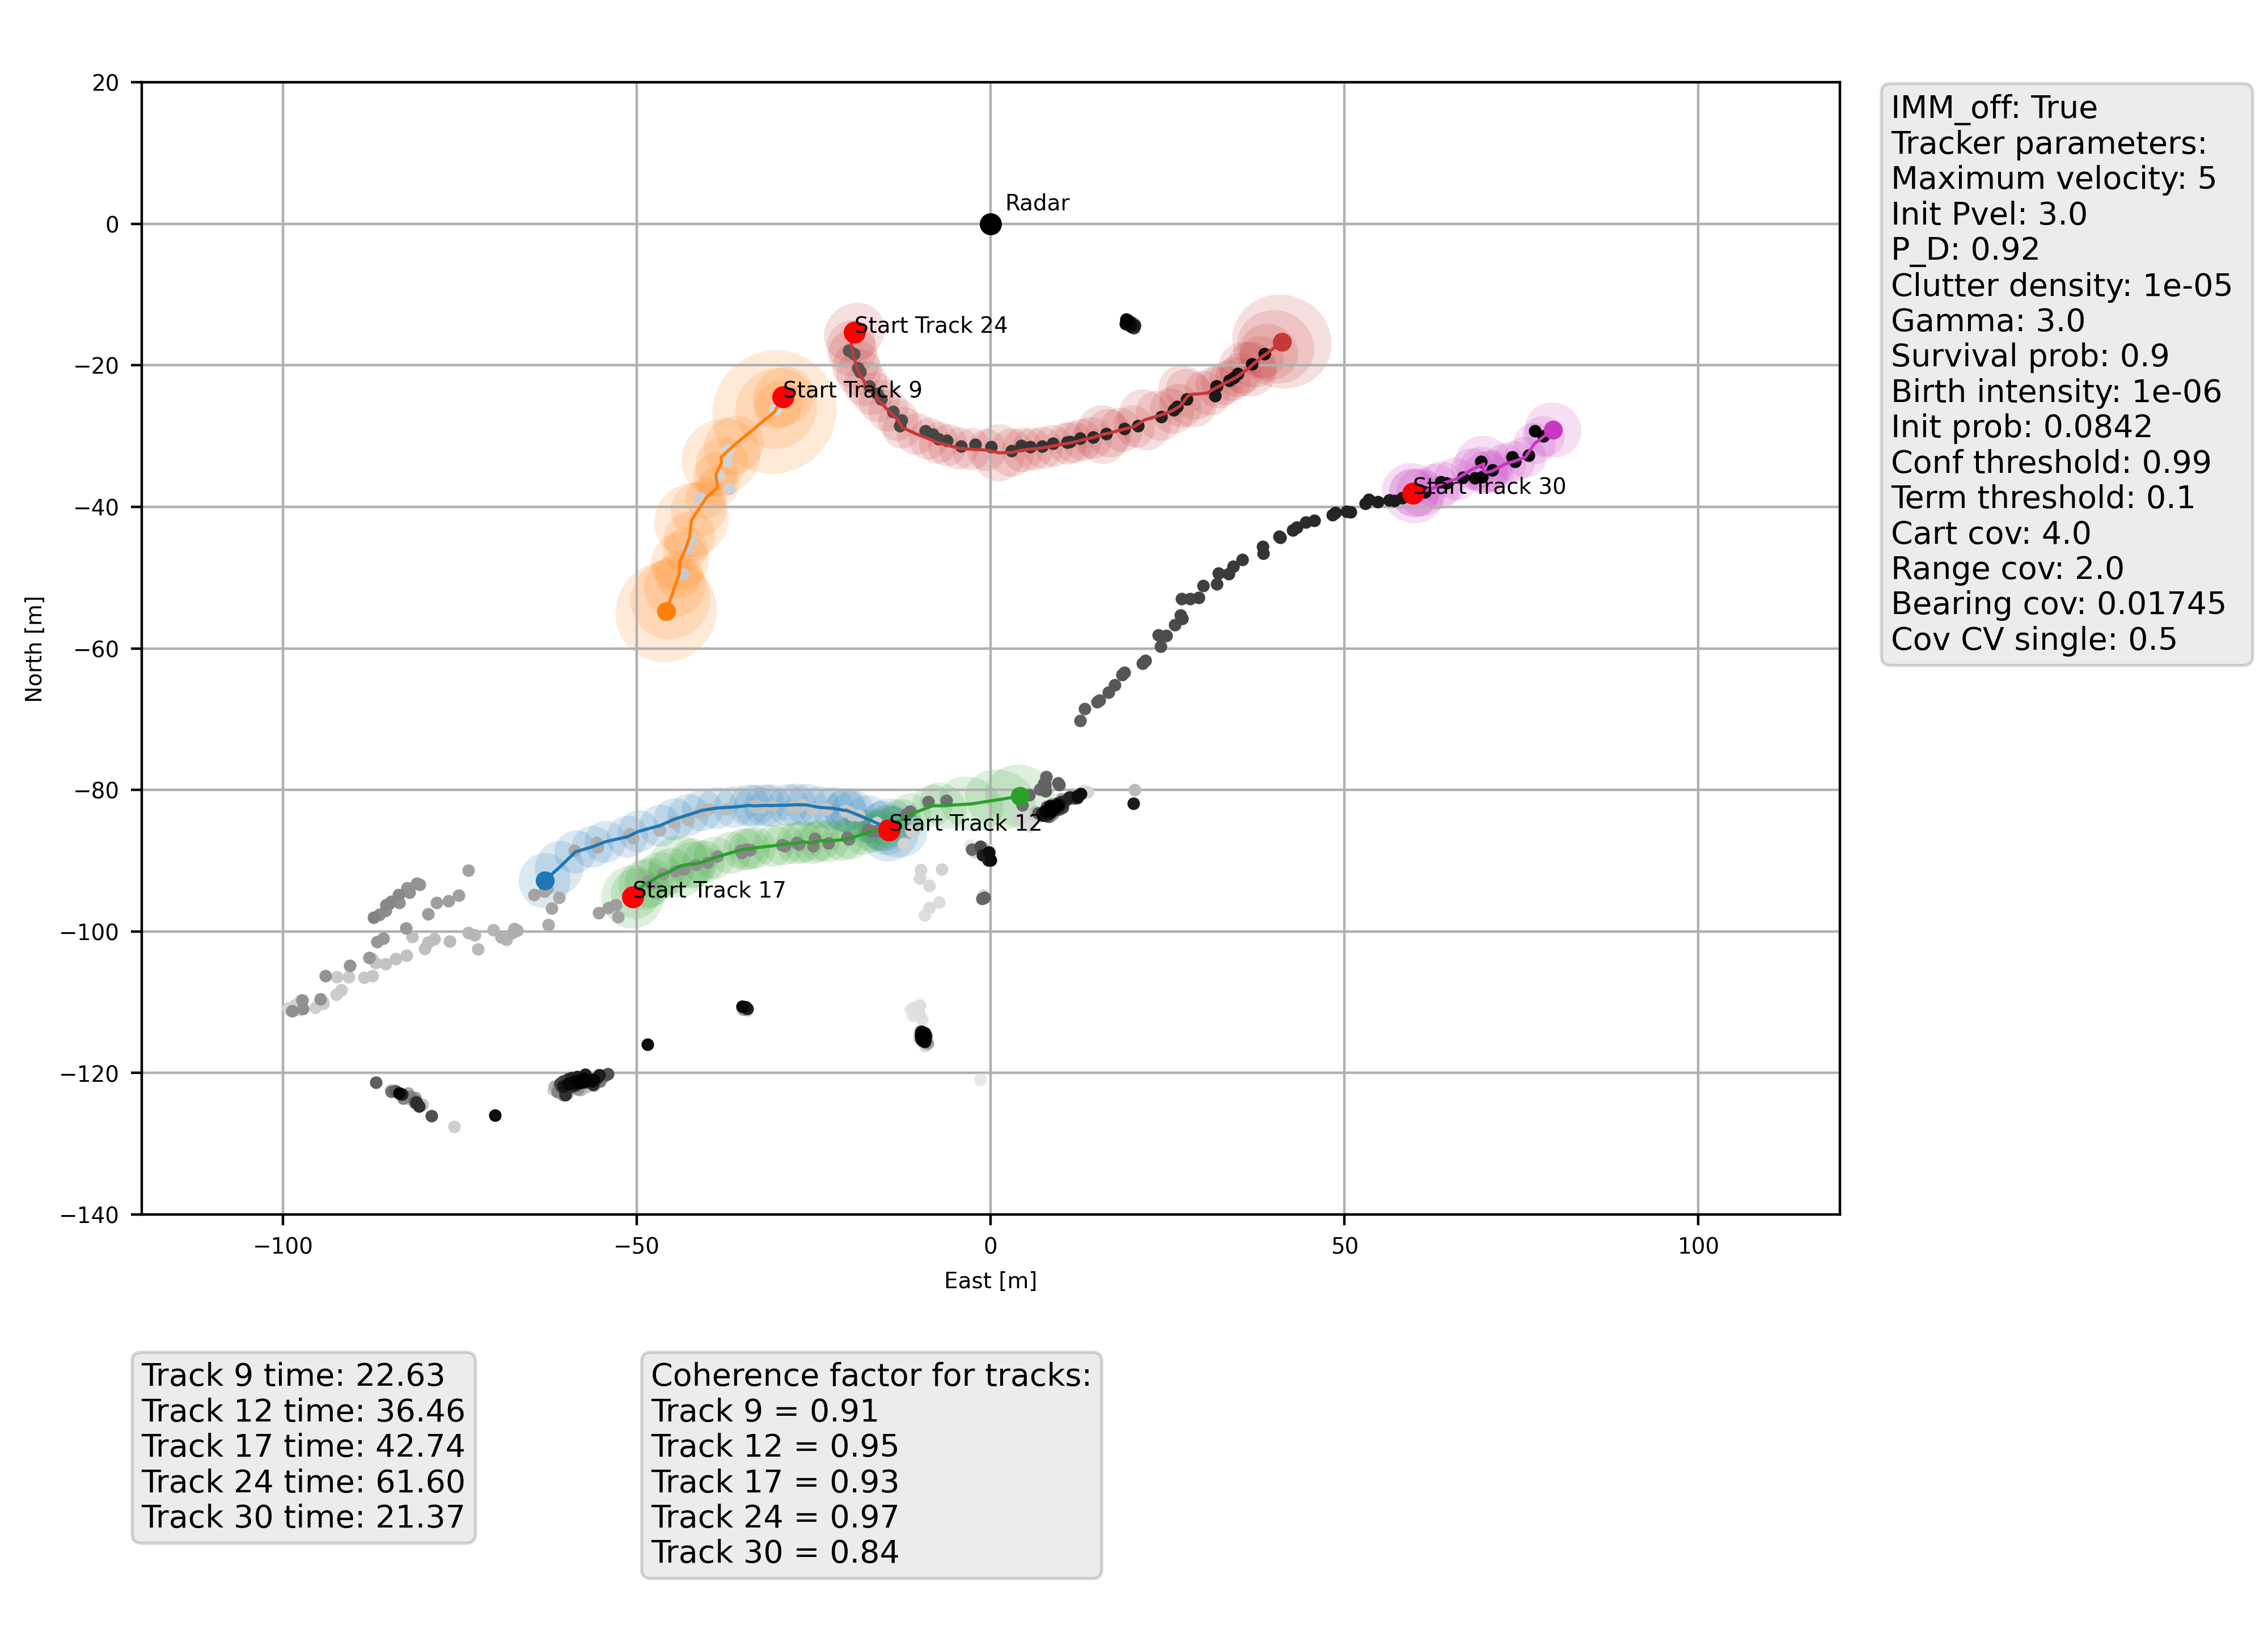 20
0
−20
−40
−60
−80
−100
−120
−140
North [m]
−100
−50
0
50
100
East [m]
Radar
Start Track 24
Start Track 9
Start Track 30
Start Track 12
Start Track 17
IMM_off: True
Tracker parameters:
Maximum velocity: 5
Init Pvel: 3.0
P_D: 0.92
Clutter density: 1e-05
Gamma: 3.0
Survival prob: 0.9
Birth intensity: 1e-06
Init prob: 0.0842
Conf threshold: 0.99
Term threshold: 0.1
Cart cov: 4.0
Range cov: 2.0
Bearing cov: 0.01745
Cov CV single: 0.5
Track 9 time: 22.63
Track 12 time: 36.46
Track 17 time: 42.74
Track 24 time: 61.60
Track 30 time: 21.37
Coherence factor for tracks:
Track 9 = 0.91
Track 12 = 0.95
Track 17 = 0.93
Track 24 = 0.97
Track 30 = 0.84